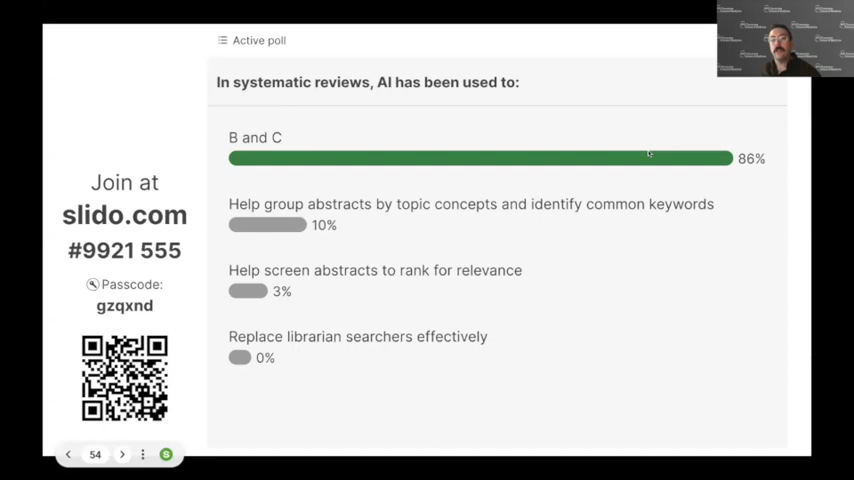 Active poll
In systematic reviews, AI has been used to:
B and C
86%
Help group abstracts by topic concepts and identify common keywords
10%
Help screen abstracts to rank for relevance
3%
Replace librarian searchers effectively
0%
Join at
slido.com
#9921 555
Passcode:
gzqxnd
54
S